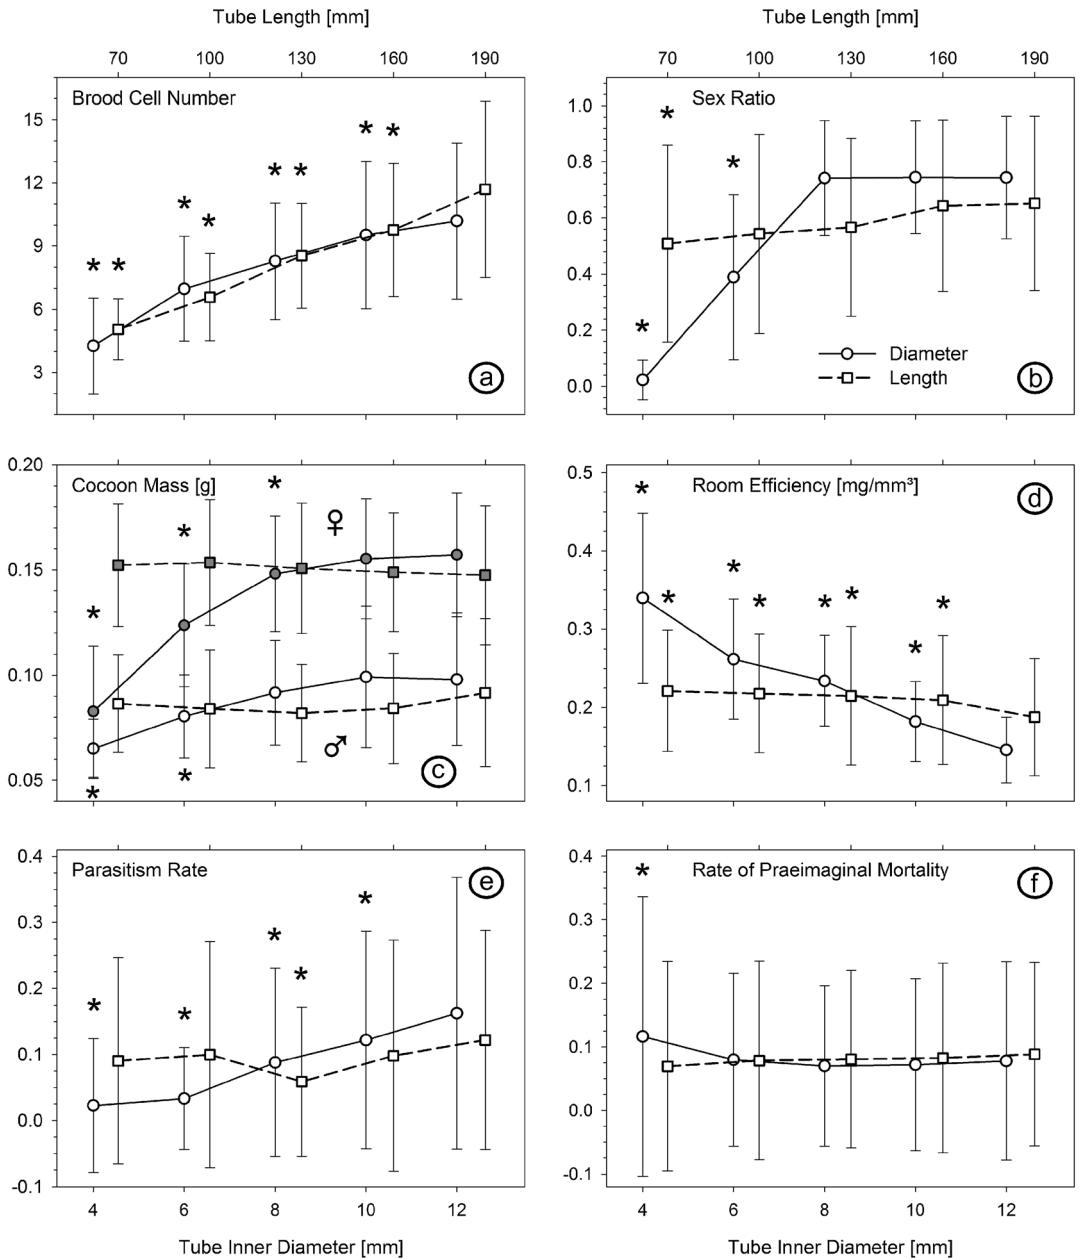 Tube Length [mm]
Tube Length [mm]
70 100 130 160 190
70 100 130 160 190
Brood Cell Number
15
12
9
6
3
* * * * * * * *
a
Sex Ratio
1.0
0.8
0.6
0.4
0.2
0.0
* * *
Diameter
Length
b
Cocoon Mass [g]
0.20
0.15
0.10
0.05
* * *
♀
♂
* *
c
Room Efficiency [mg/mm³]
0.5
0.4
0.3
0.2
0.1
* * * * * * * *
d
Parasitism Rate
0.4
0.3
0.2
0.1
0.0
-0.1
* * * * *
e
Rate of Praeimaginal Mortality
0.4
0.3
0.2
0.1
0.0
-0.1
*
f
4 6 8 10 12
4 6 8 10 12
Tube Inner Diameter [mm]
Tube Inner Diameter [mm]